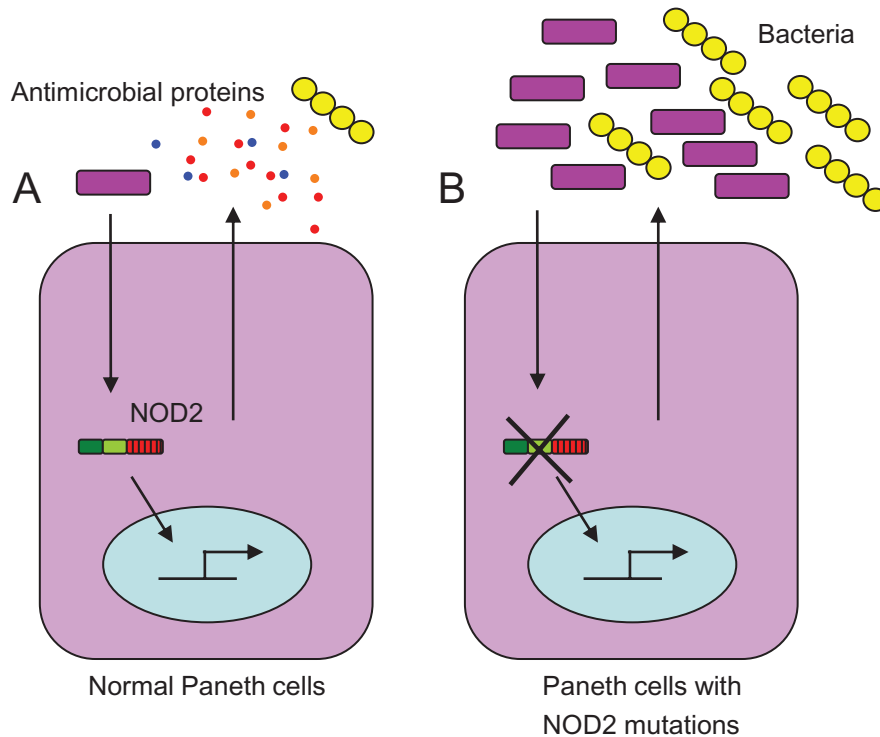 Antimicrobial proteins
A
NOD2
Normal Paneth cells
Bacteria
B
Paneth cells with
NOD2 mutations